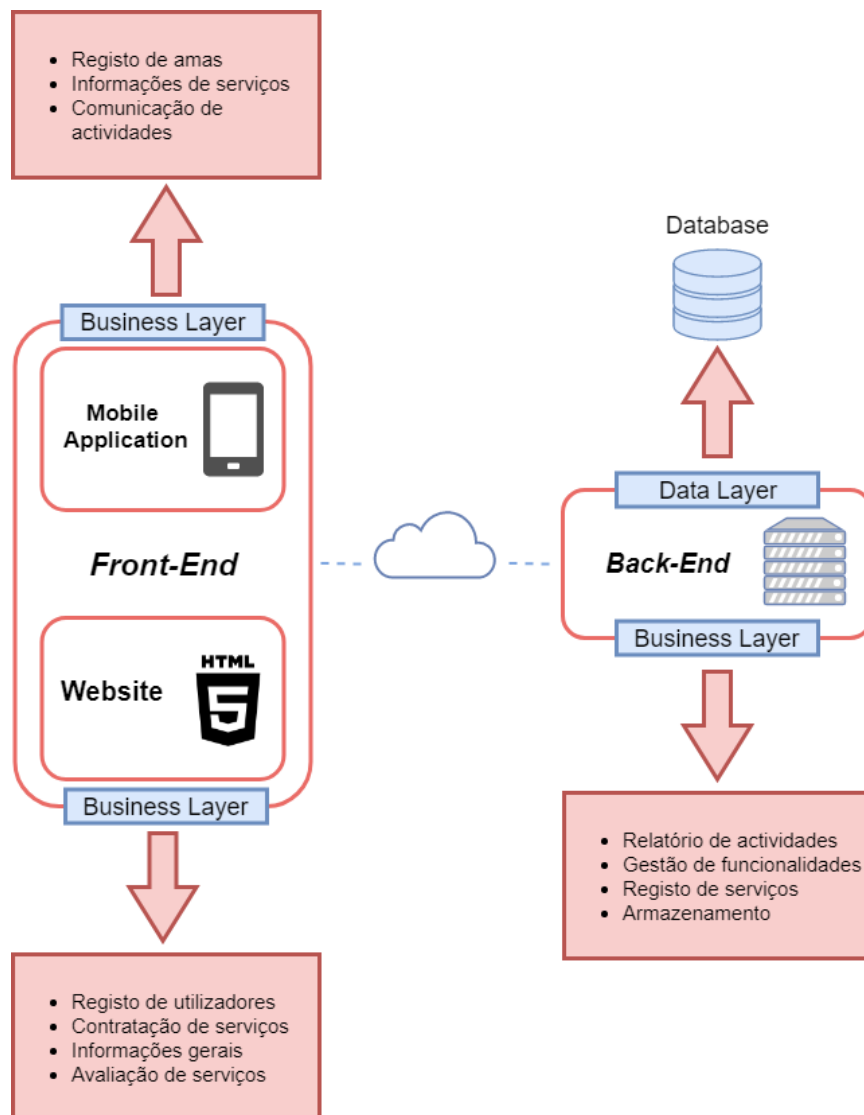 Registo de amas
Informações de serviços
Comunicação de
actividades
Business Layer
Mobile
Application
Front-End
Website
HTML
5
Business Layer
Registo de utilizadores
Contratação de serviços
Informações gerais
Avaliação de serviços
Database
Data Layer
Back-End
Business Layer
Relatório de actividades
Gestão de funcionalidades
Registo de serviços
Armazenamento